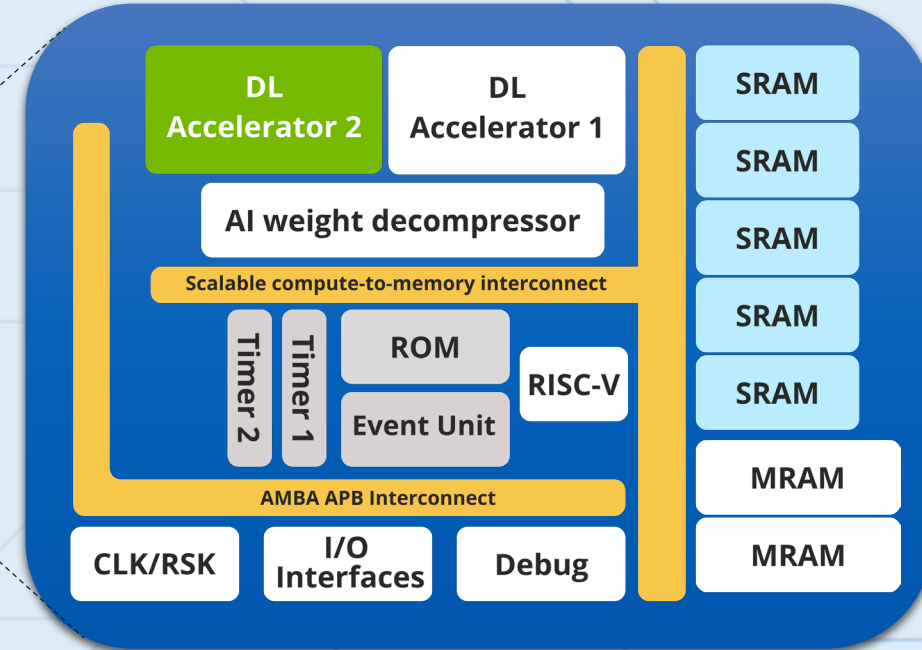 DL
Accelerator 2
DL
Accelerator 1
AI weight decompressor
Scalable compute-to-memory interconnect
Timer 2
Timer 1
ROM
Event Unit
RISC-V
AMBA APB Interconnect
CLK/RSK
I/O
Interfaces
Debug
SRAM
SRAM
SRAM
SRAM
SRAM
MRAM
MRAM